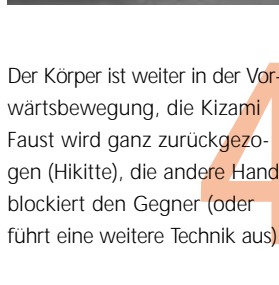 4
Der Körper ist weiter in der Vor-
wärtsbewegung, die Kizami
Faust wird ganz zurückgezo-
gen (Hikitte), die andere Hand
blockiert den Gegner (oder
führt eine weitere Technik aus)